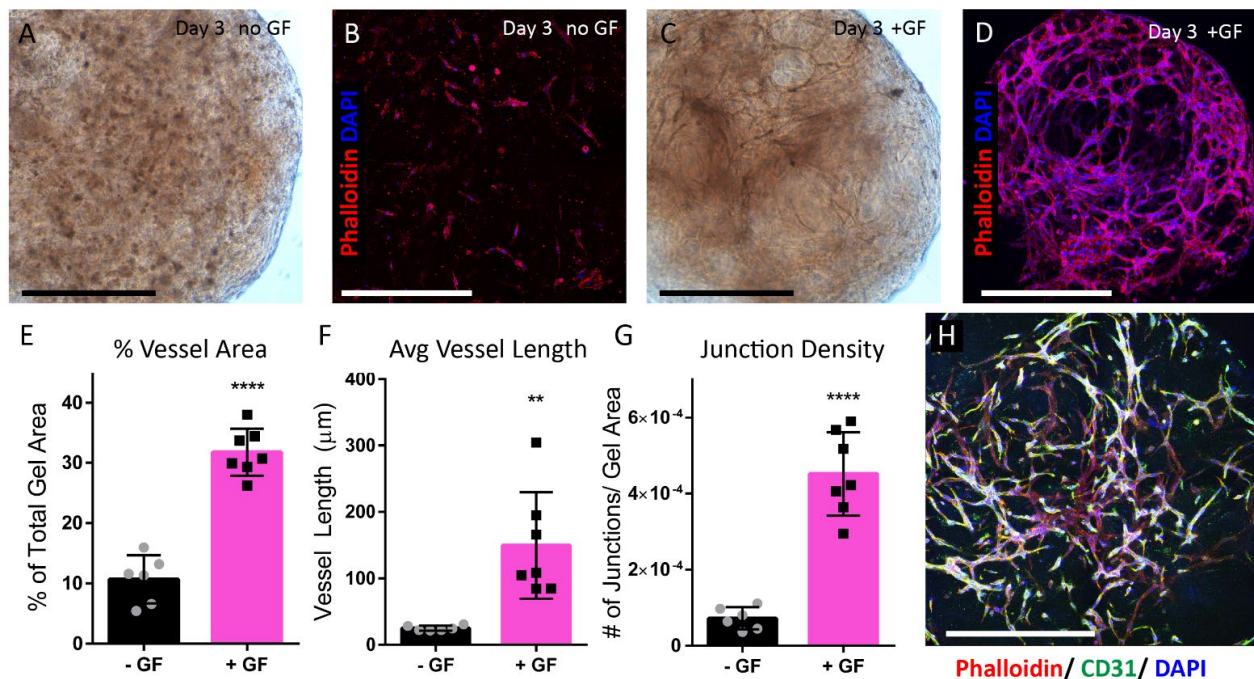 A
Day 3 no GF
B
Day 3 no GF
Phalloidin DAPI
C
Day 3 +GF
D
Day 3 +GF
Phalloidin DAPI
E
% Vessel Area
****
% of Total Gel Area
40
30
20
10
0
- GF
+ GF
F
Avg Vessel Length
**
Vessel Length (μm)
400
300
200
100
0
- GF
+ GF
G
Junction Density
****
# of Junctions/ Gel Area
6×10-4
4×10-4
2×10-4
0
- GF
+ GF
H
Phalloidin/ CD31/ DAPI